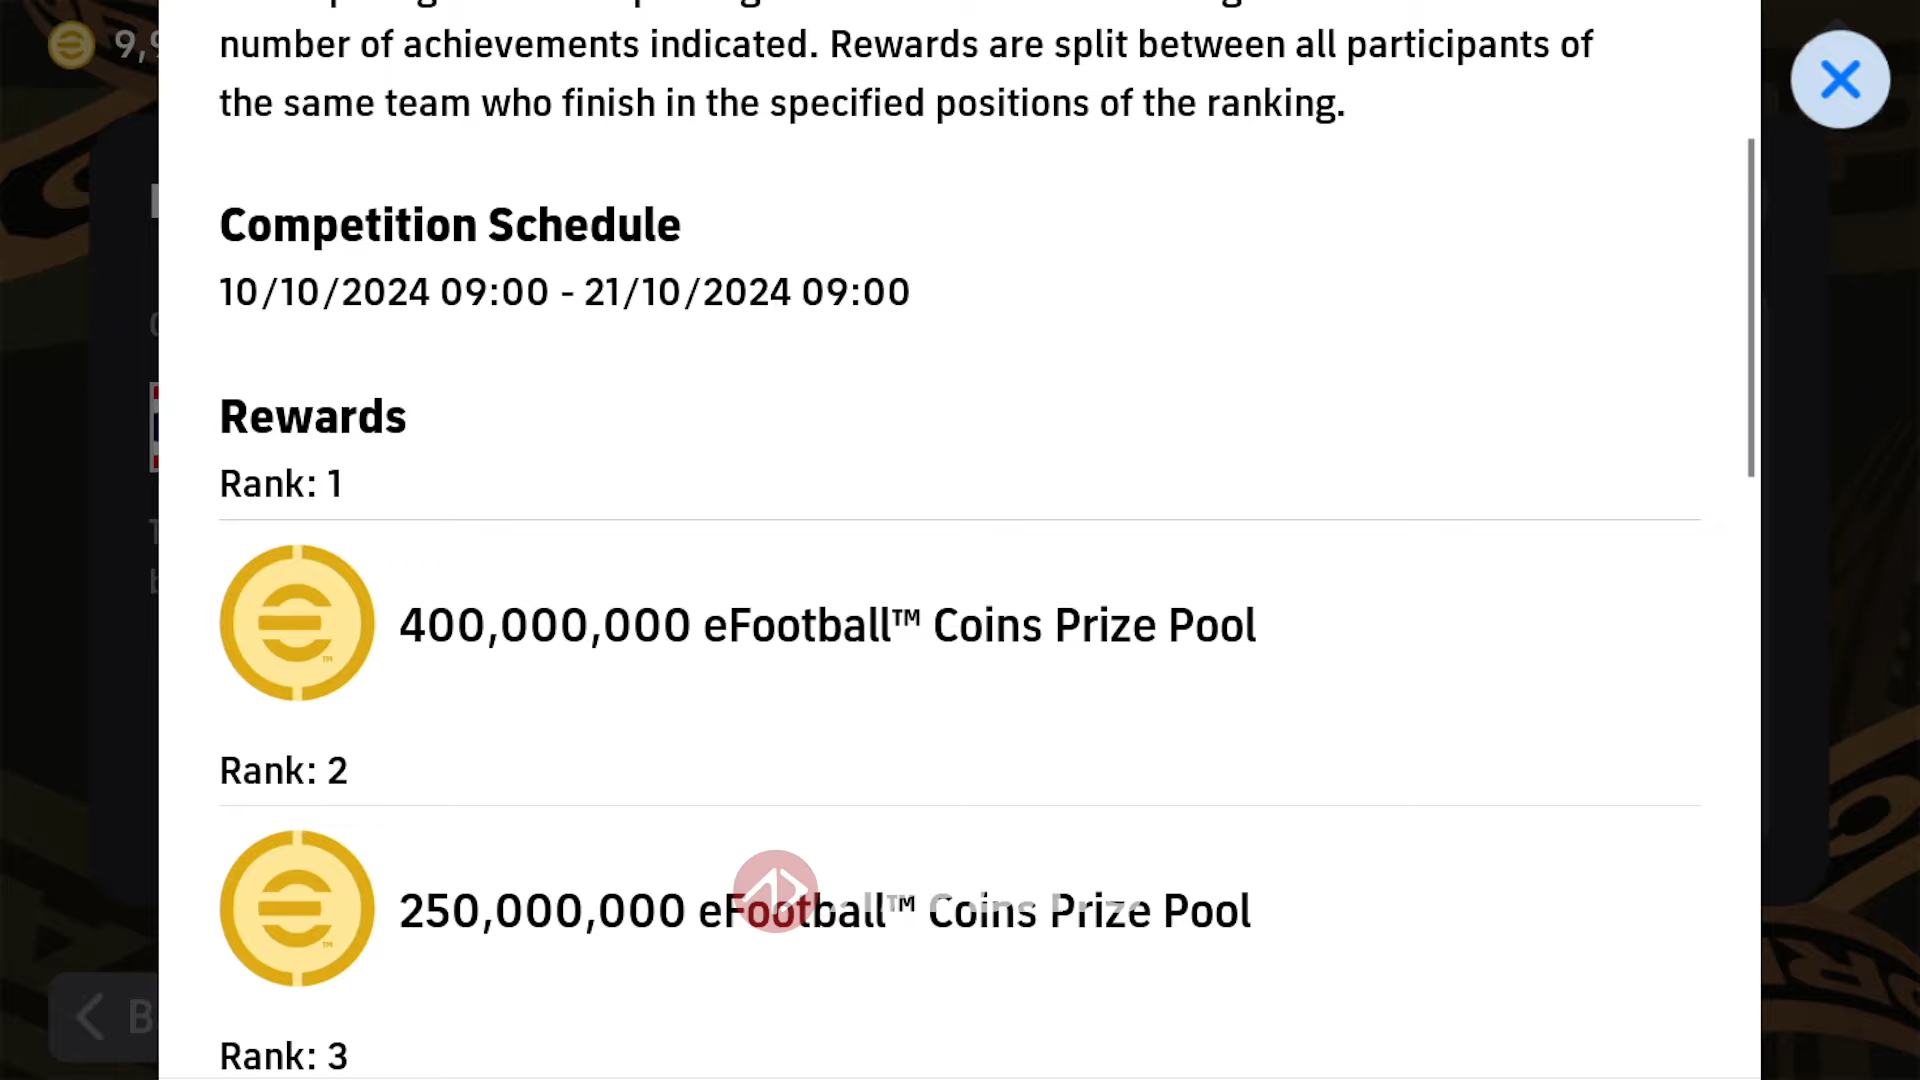 number of achievements indicated. Rewards are split between all participants of
the same team who finish in the specified positions of the ranking.
Competition Schedule
10/10/2024 09:00 - 21/10/2024 09:00
Rewards
Rank: 1
400,000,000 eFootball™ Coins Prize Pool
Rank: 2
250,000,000 eFootball™ Coins Prize Pool
Rank: 3